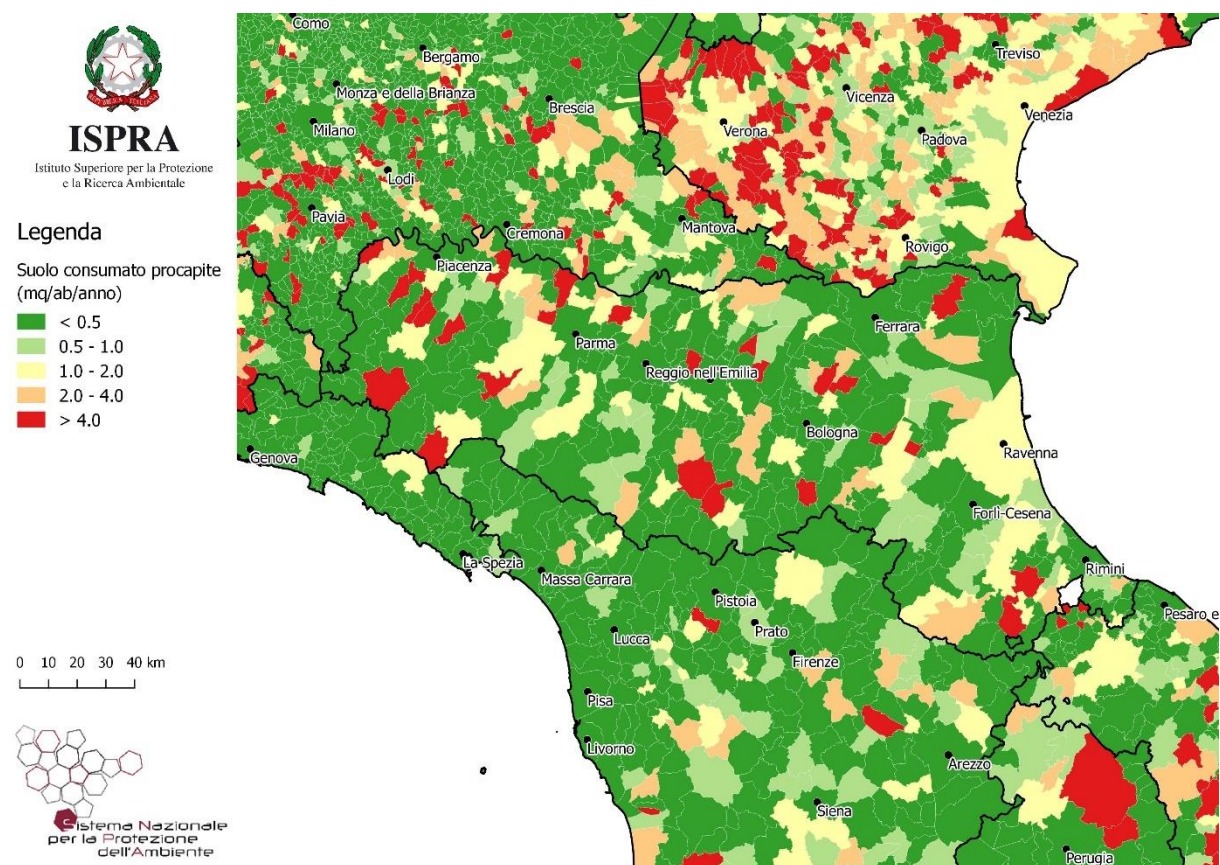 ISPRA
Istituto Superiore per la Protezione
e la Ricerca Ambientale
Legenda
Suolo consumato procapite
(mq/ab/anno)
< 0.5
0.5 - 1.0
1.0 - 2.0
2.0 - 4.0
> 4.0
0 10 20 30 40 km
Sistema Nazionale
per la Protezione
dell'Ambiente
Como
Bergamo
Treviso
Monza e della Brianza
Brescia
Vicenza
Venezia
Milano
Verona
Padova
Lodi
Pavia
Cremona
Mantova
Rovigo
Piacenza
Ferrara
Parma
Reggio nell'Emilia
Bologna
Ravenna
Genova
Forlì-Cesena
La Spezia
Massa Carrara
Rimini
Pistoia
Pesaro e
Lucca
Prato
Firenze
Pisa
Livorno
Arezzo
Siena
Perugia